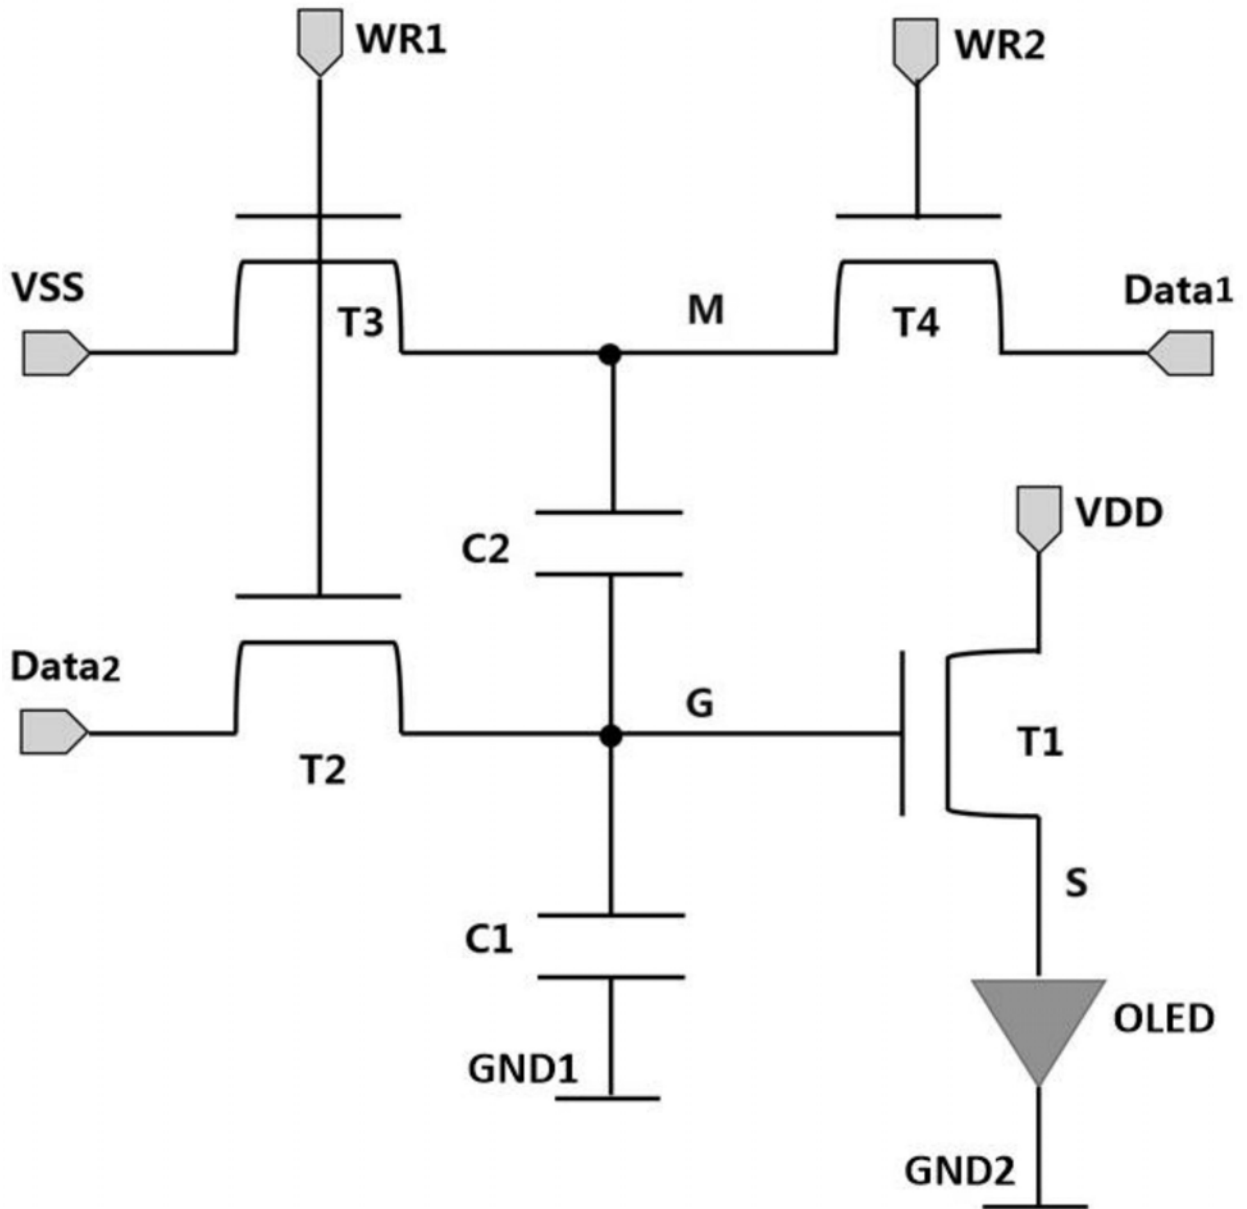 WR1
WR2
VSS
T3
M
T4
Data1
C2
VDD
Data2
G
T2
T1
S
C1
OLED
GND1
GND2